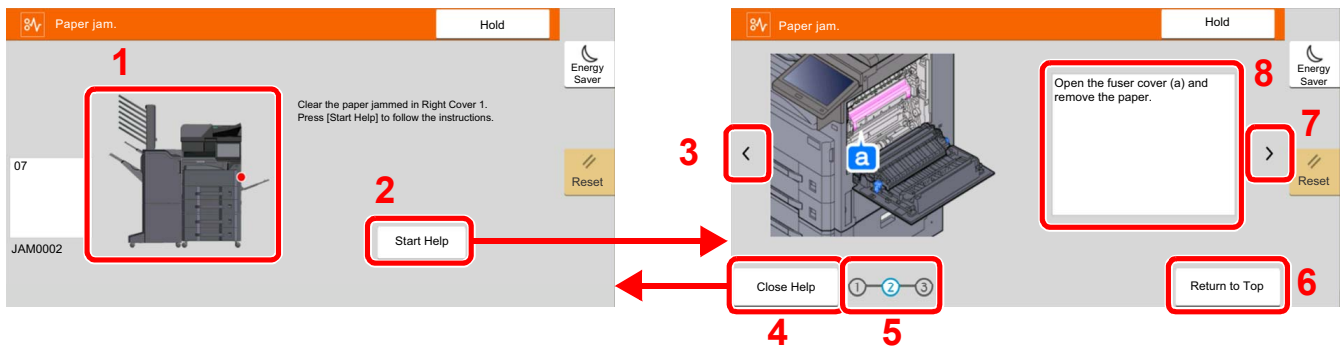 Paper jam.
Hold
Energy
Saver
1
Clear the paper jammed in Right Cover 1.
Press [Start Help] to follow the instructions.
07
Reset
2
JAM0002
Start Help
Paper jam.
Hold
8
Energy
Saver
Open the fuser cover (a) and
remove the paper.
7
3
<
a
>
Reset
Close Help
1 2 3
Return to Top
6
4
5